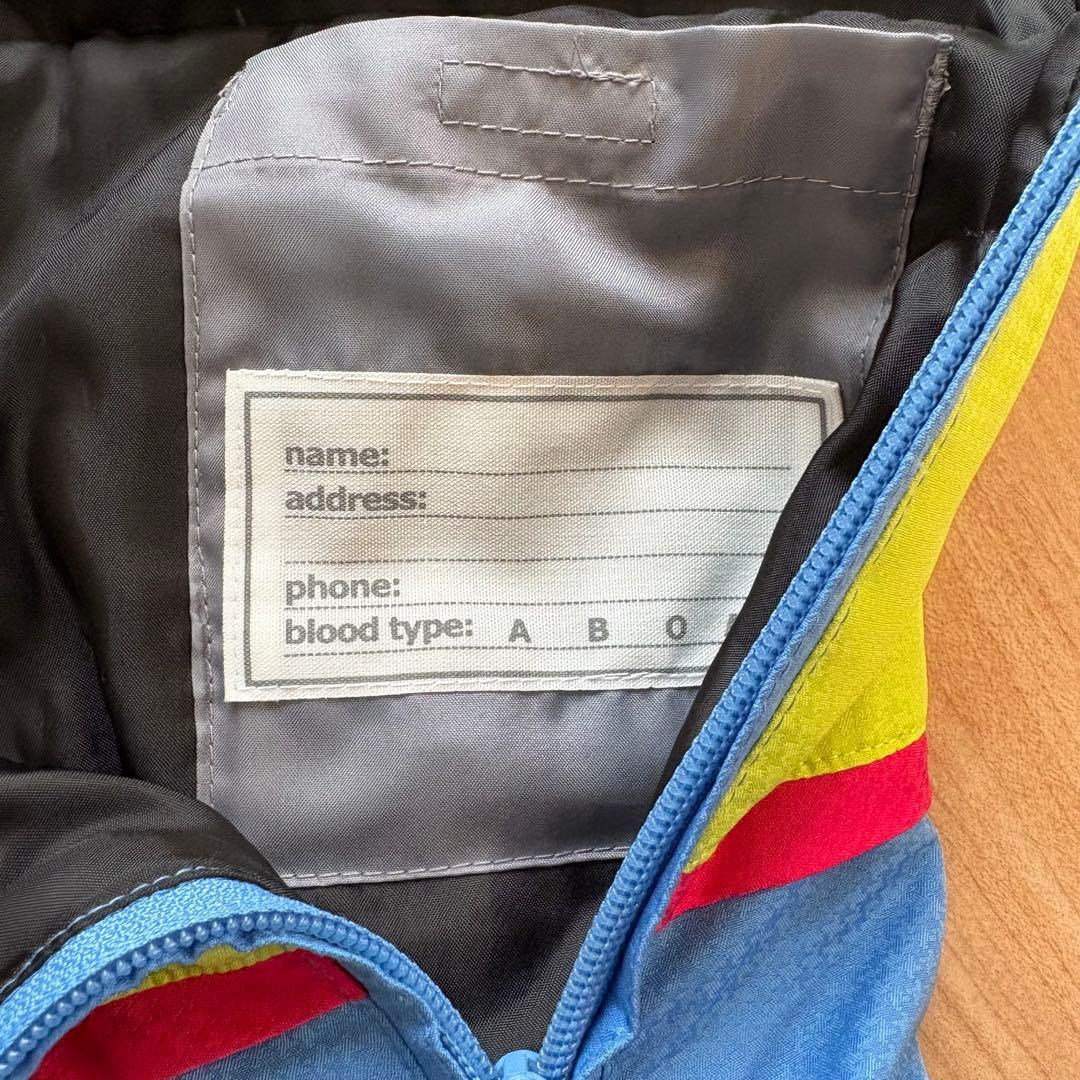 name:
address:
phone:
blood type: A B O